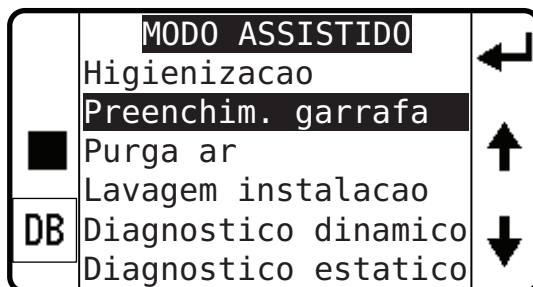 MODO ASSISTIDO
Higienizacao
Preenchim. garrafa
Purga ar
Lavagem instalacao
DB
Diagnostico dinamico
Diagnostico estatico